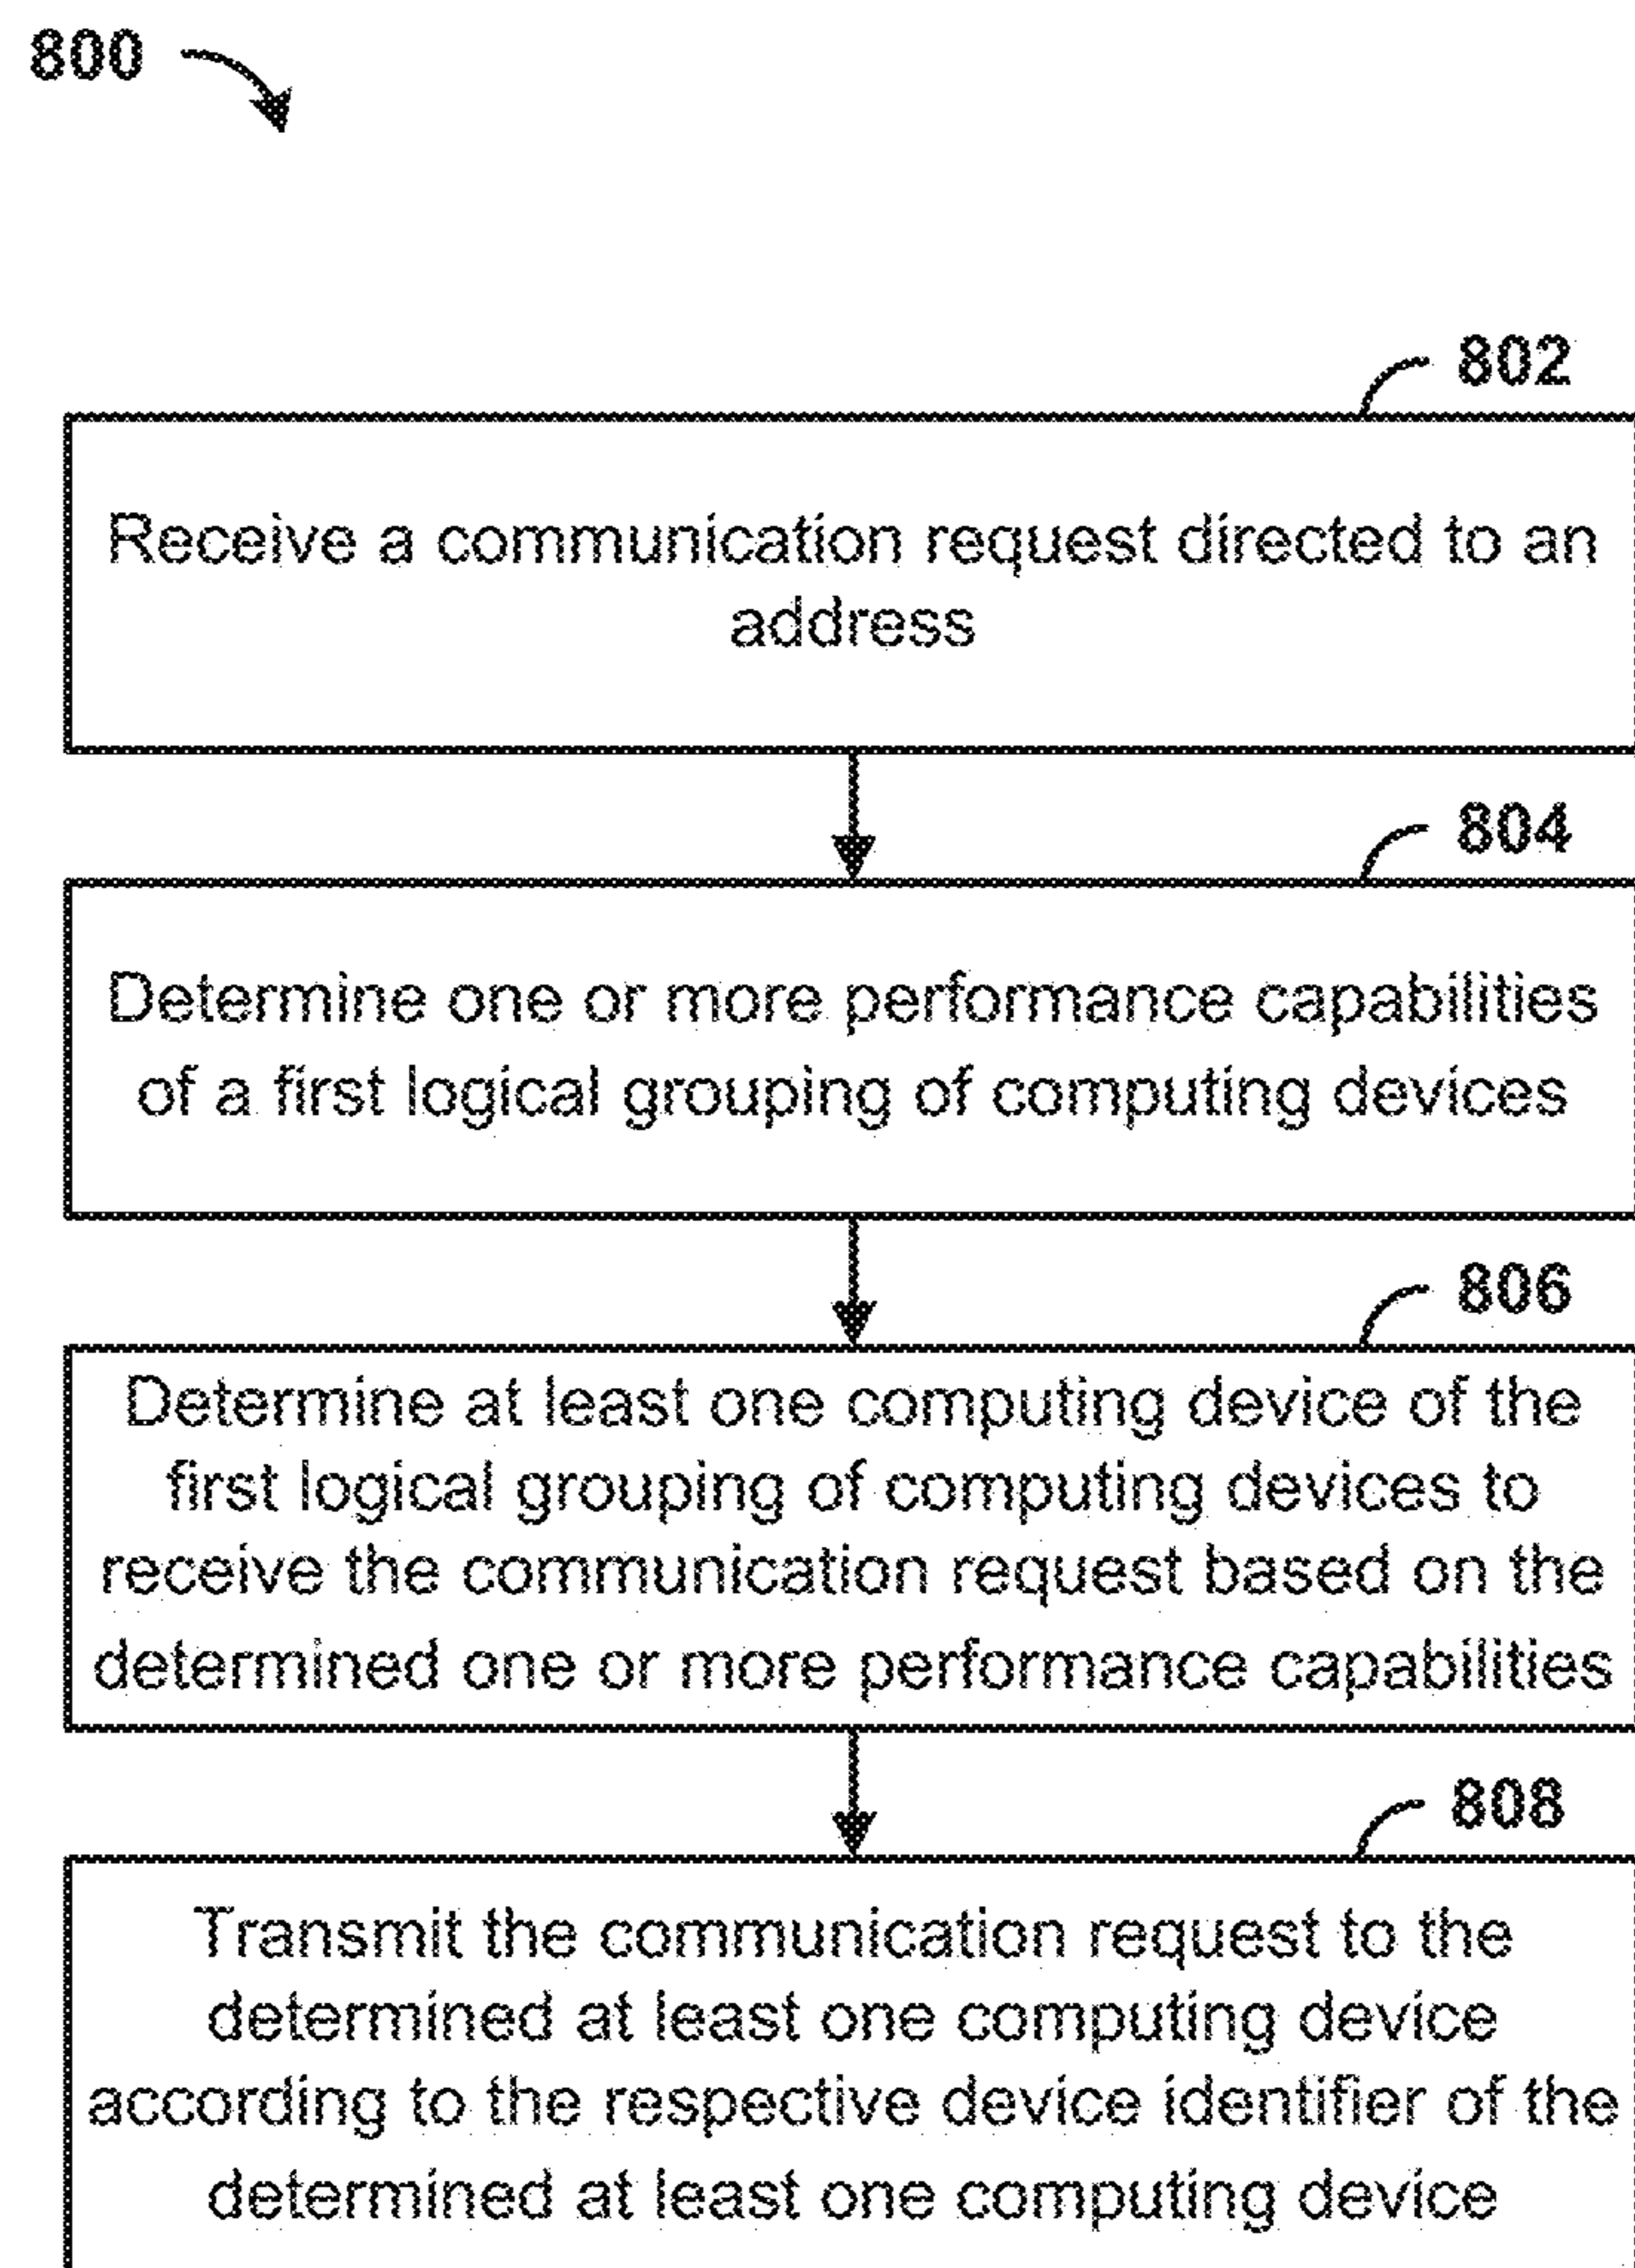 800
802
Receive a communication request directed to an
address
804
Determine one or more performance capabilities
of a first logical grouping of computing devices
806
Determine at least one computing device of the
first logical grouping of computing devices to
receive the communication request based on the
determined one or more performance capabilities
808
Transmit the communication request to the
determined at least one computing device
according to the respective device identifier of the
determined at least one computing device